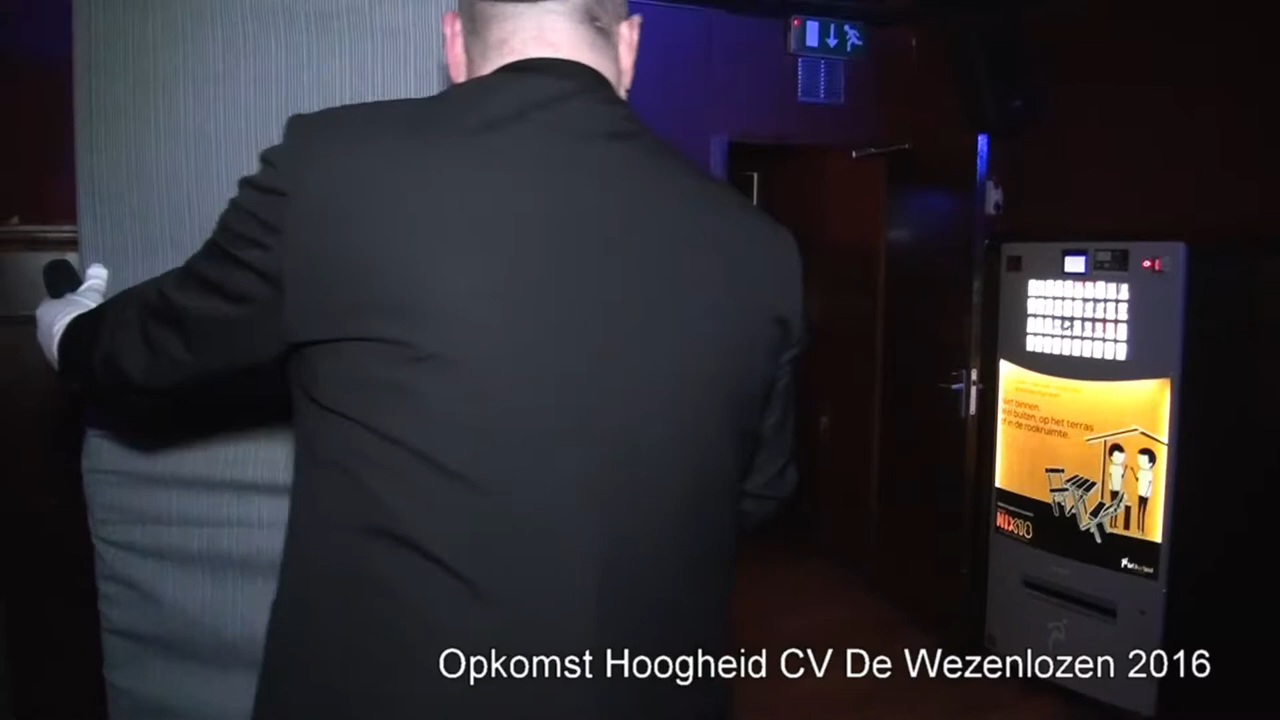 Niet binnen.
Wel buiten, op het terras
of in de rookruimte.
NIX18
Opkomst Hoogheid CV De Wezenlozen 2016